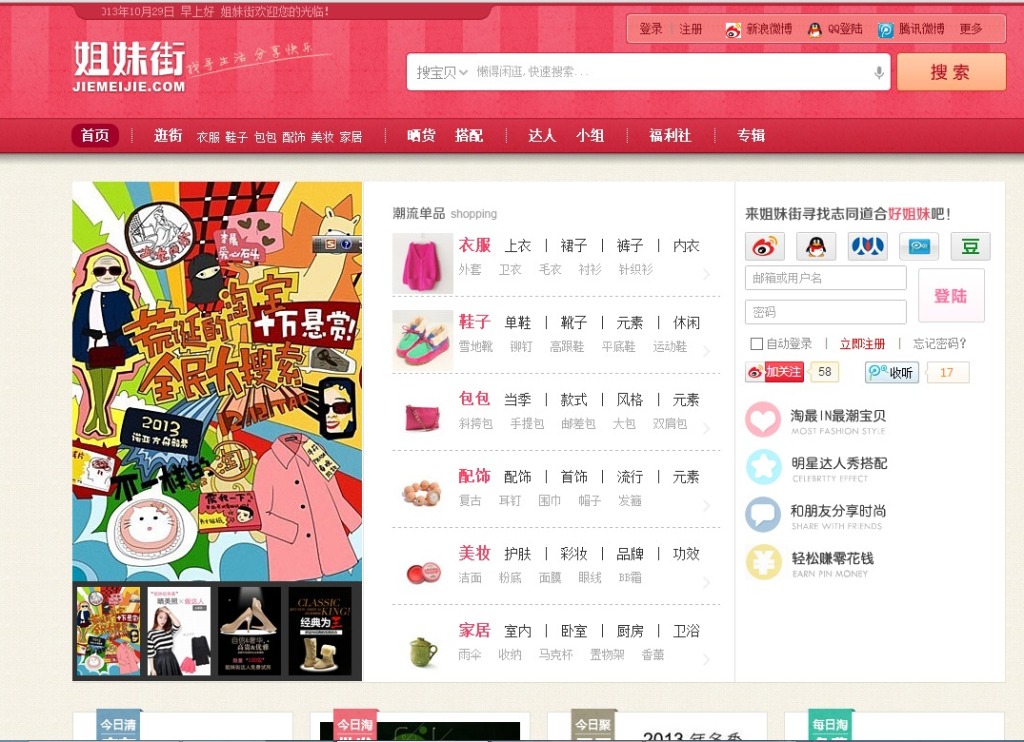 013年10月29日 早上好 姐妹街欢迎您的光临！
登录 注册 新浪微博 QQ登陆 腾讯微博 更多
姐妹街 找寻生活 分享快乐
JIEMEIJIE.COM
搜宝贝 懒得闲逛, 快速搜索... 搜 索
首页 逛街 衣服 鞋子 包包 配饰 美妆 家居 晒货 搭配 达人 小组 福利社 专辑
淘宝
荒诞的
十万悬赏!
全民大搜索
2013
诺亚方舟船票
不一样的
淘
潮流单品 shopping
衣服 上衣 | 裙子 | 裤子 | 内衣
外套 卫衣 毛衣 衬衫 针织衫
鞋子 单鞋 | 靴子 | 元素 | 休闲
雪地靴 铆钉 高跟鞋 平底鞋 运动鞋
包包 当季 | 款式 | 风格 | 元素
斜挎包 手提包 邮差包 大包 双肩包
配饰 配饰 | 首饰 | 流行 | 元素
复古 耳钉 围巾 帽子 发箍
美妆 护肤 | 彩妆 | 品牌 | 功效
洁面 粉底 面膜 眼线 BB霜
家居 室内 | 卧室 | 厨房 | 卫浴
雨伞 收纳 马克杯 置物架 香薰
来姐妹街寻找志同道合好姐妹吧！
豆
邮箱或用户名
密码
登陆
自动登录 | 立即注册 | 忘记密码？
加关注 58 收听 17
淘最IN最潮宝贝
MOST FASHION STYLE
明星达人秀搭配
CELEBRTTY EFFECT
和朋友分享时尚
SHARE WITH FRIENDS
轻松赚零花钱
EARN PIN MONEY
晒美照×做达人
CLASSIC
KING!
经典为王
今日清
今日淘
今日聚
2013 年冬季
每日淘